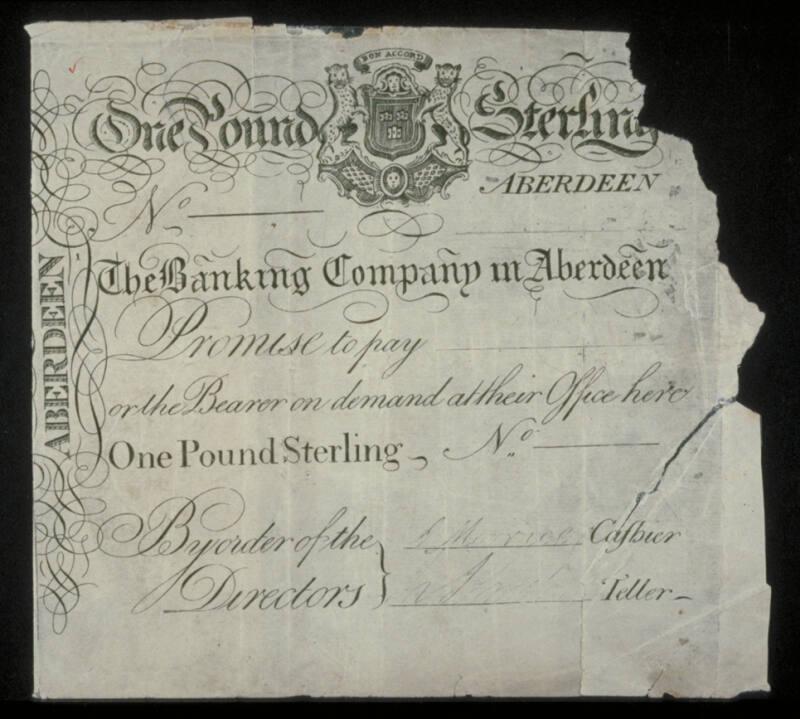 BON ACCORD
One Pound Sterling
ABERDEEN
No
The Banking Company in Aberdeen
Promise to pay
or the Bearer on demand at their Office here
One Pound Sterling No
By order of the Caſhier
Directors Teller
ABERDEEN